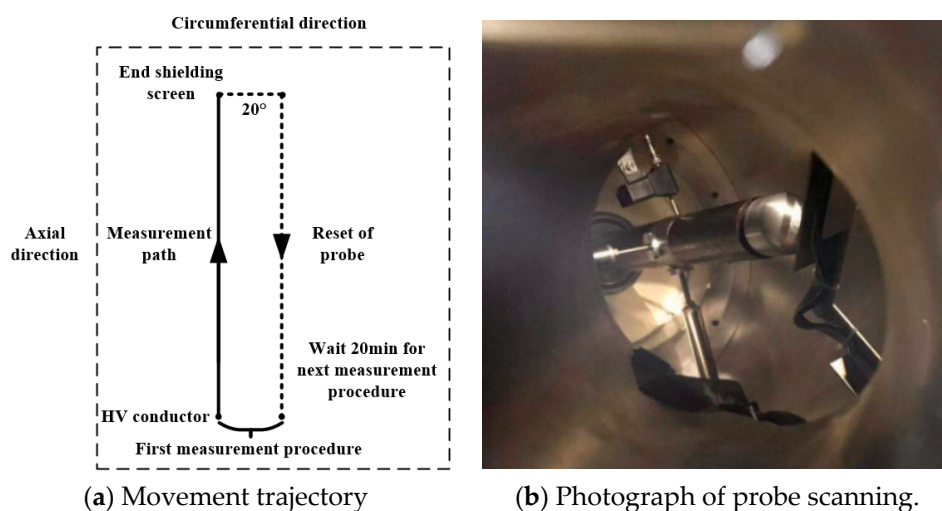 Circumferential direction
End shielding
screen
20°
Axial
direction
Measurement
path
Reset of
probe
Wait 20min for
next measurement
procedure
HV conductor
First measurement procedure
(a) Movement trajectory
(b) Photograph of probe scanning.